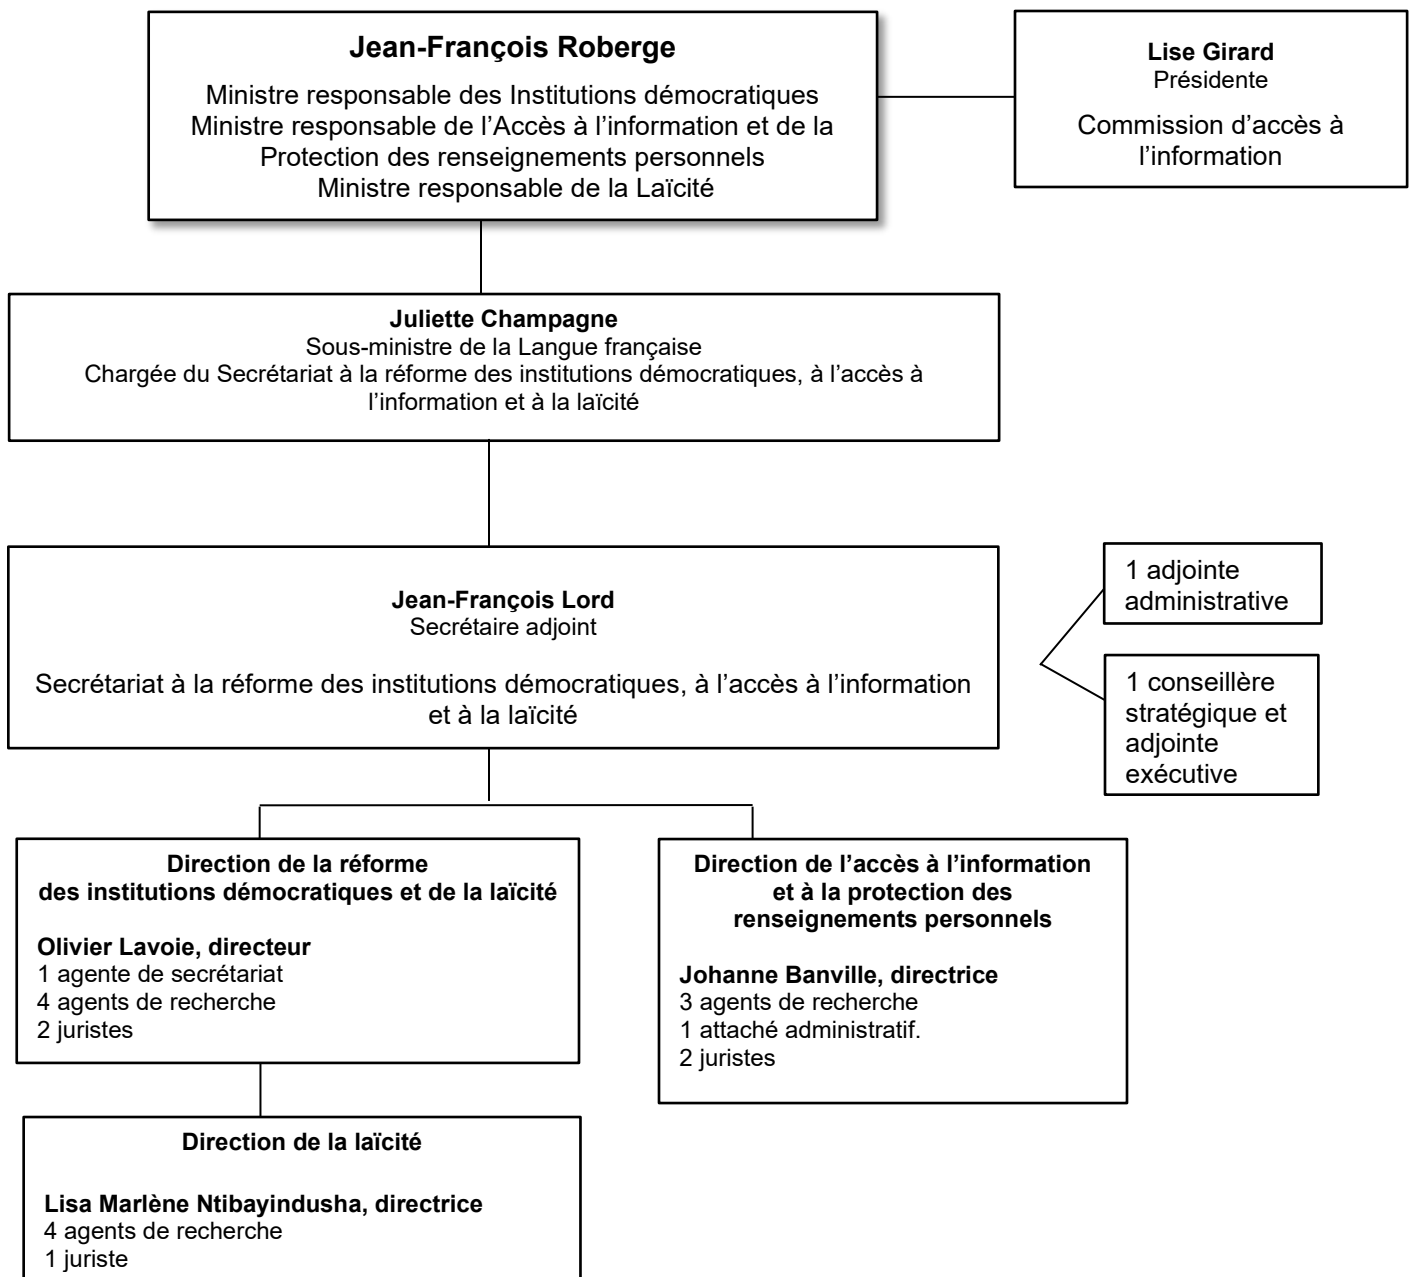 Jean-François Roberge
Ministre responsable des Institutions démocratiques
Ministre responsable de l’Accès à l’information et de la
Protection des renseignements personnels
Ministre responsable de la Laïcité
Lise Girard
Présidente
Commission d’accès à
l’information
Juliette Champagne
Sous-ministre de la Langue française
Chargée du Secrétariat à la réforme des institutions démocratiques, à l’accès à
l’information et à la laïcité
Jean-François Lord
Secrétaire adjoint
Secrétariat à la réforme des institutions démocratiques, à l’accès à l’information
et à la laïcité
1 adjointe
administrative
1 conseillère
stratégique et
adjointe
exécutive
Direction de la réforme
des institutions démocratiques et de la laïcité
Olivier Lavoie, directeur
1 agente de secrétariat
4 agents de recherche
2 juristes
Direction de l’accès à l’information
et à la protection des
renseignements personnels
Johanne Banville, directrice
3 agents de recherche
1 attaché administratif.
2 juristes
Direction de la laïcité
Lisa Marlène Ntibayindusha, directrice
4 agents de recherche
1 juriste